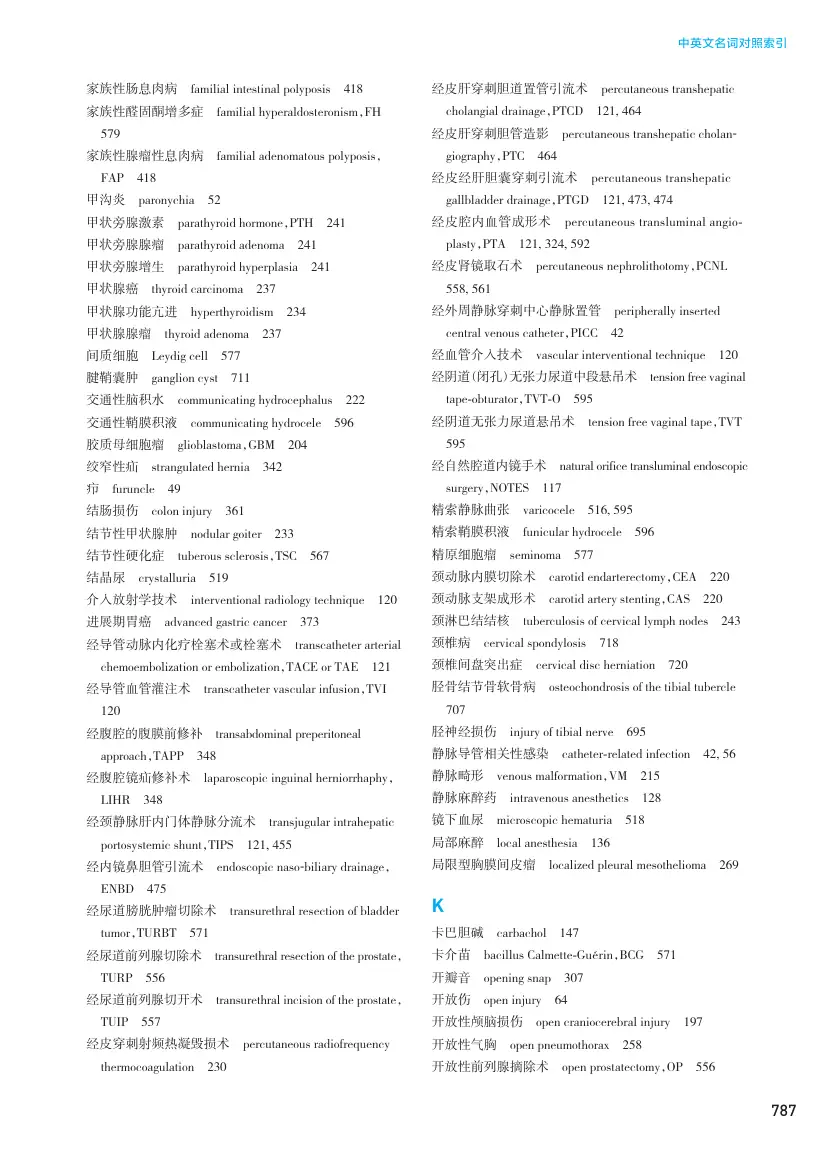 中英文名词对照索引
家族性肠息肉病 familial intestinal polyposis 418
家族性醛固酮增多症 familial hyperaldosteronism,FH
579
家族性腺瘤性息肉病 familial adenomatous polyposis,
FAP 418
甲沟炎 paronychia 52
甲状旁腺激素 parathyroid hormone,PTH 241
甲状旁腺腺瘤 parathyroid adenoma 241
甲状旁腺增生 parathyroid hyperplasia 241
甲状腺癌 thyroid carcinoma 237
甲状腺功能亢进 hyperthyroidism 234
甲状腺腺瘤 thyroid adenoma 237
间质细胞 Leydig cell 577
腱鞘囊肿 ganglion cyst 711
交通性脑积水 communicating hydrocephalus 222
交通性鞘膜积液 communicating hydrocele 596
胶质母细胞瘤 glioblastoma,GBM 204
绞窄性疝 strangulated hernia 342
疖 furuncle 49
结肠损伤 colon injury 361
结节性甲状腺肿 nodular goiter 233
结节性硬化症 tuberous sclerosis,TSC 567
结晶尿 crystalluria 519
介入放射学技术 interventional radiology technique 120
进展期胃癌 advanced gastric cancer 373
经导管动脉内化疗栓塞术或栓塞术 transcatheter arterial
chemoembolization or embolization,TACE or TAE 121
经导管血管灌注术 transcatheter vascular infusion,TVI
120
经腹腔的腹膜前修补 transabdominal preperitoneal
approach,TAPP 348
经腹腔镜疝修补术 laparoscopic inguinal herniorrhaphy,
LIHR 348
经颈静脉肝内门体静脉分流术 transjugular intrahepatic
portosystemic shunt,TIPS 121, 455
经内镜鼻胆管引流术 endoscopic naso-biliary drainage,
ENBD 475
经尿道膀胱肿瘤切除术 transurethral resection of bladder
tumor,TURBT 571
经尿道前列腺切除术 transurethral resection of the prostate,
TURP 556
经尿道前列腺切开术 transurethral incision of the prostate,
TUIP 557
经皮穿刺射频热凝毁损术 percutaneous radiofrequency
thermocoagulation 230
经皮肝穿刺胆道置管引流术 percutaneous transhepatic
cholangial drainage,PTCD 121, 464
经皮肝穿刺胆管造影 percutaneous transhepatic cholan-
giography,PTC 464
经皮经肝胆囊穿刺引流术 percutaneous transhepatic
gallbladder drainage,PTGD 121, 473, 474
经皮腔内血管成形术 percutaneous transluminal angio-
plasty,PTA 121, 324, 592
经皮肾镜取石术 percutaneous nephrolithotomy,PCNL
558, 561
经外周静脉穿刺中心静脉置管 peripherally inserted
central venous catheter,PICC 42
经血管介入技术 vascular interventional technique 120
经阴道(闭孔)无张力尿道中段悬吊术 tension free vaginal
tape-obturator,TVT-O 595
经阴道无张力尿道悬吊术 tension free vaginal tape,TVT
595
经自然腔道内镜手术 natural orifice transluminal endoscopic
surgery,NOTES 117
精索静脉曲张 varicocele 516, 595
精索鞘膜积液 funicular hydrocele 596
精原细胞瘤 seminoma 577
颈动脉内膜切除术 carotid endarterectomy,CEA 220
颈动脉支架成形术 carotid artery stenting,CAS 220
颈淋巴结结核 tuberculosis of cervical lymph nodes 243
颈椎病 cervical spondylosis 718
颈椎间盘突出症 cervical disc herniation 720
胫骨结节骨软骨病 osteochondrosis of the tibial tubercle
707
胫神经损伤 injury of tibial nerve 695
静脉导管相关性感染 catheter-related infection 42, 56
静脉畸形 venous malformation,VM 215
静脉麻醉药 intravenous anesthetics 128
镜下血尿 microscopic hematuria 518
局部麻醉 local anesthesia 136
局限型胸膜间皮瘤 localized pleural mesothelioma 269
K
卡巴胆碱 carbachol 147
卡介苗 bacillus Calmette-Guérin,BCG 571
开瓣音 opening snap 307
开放伤 open injury 64
开放性颅脑损伤 open craniocerebral injury 197
开放性气胸 open pneumothorax 258
开放性前列腺摘除术 open prostatectomy,OP 556
787